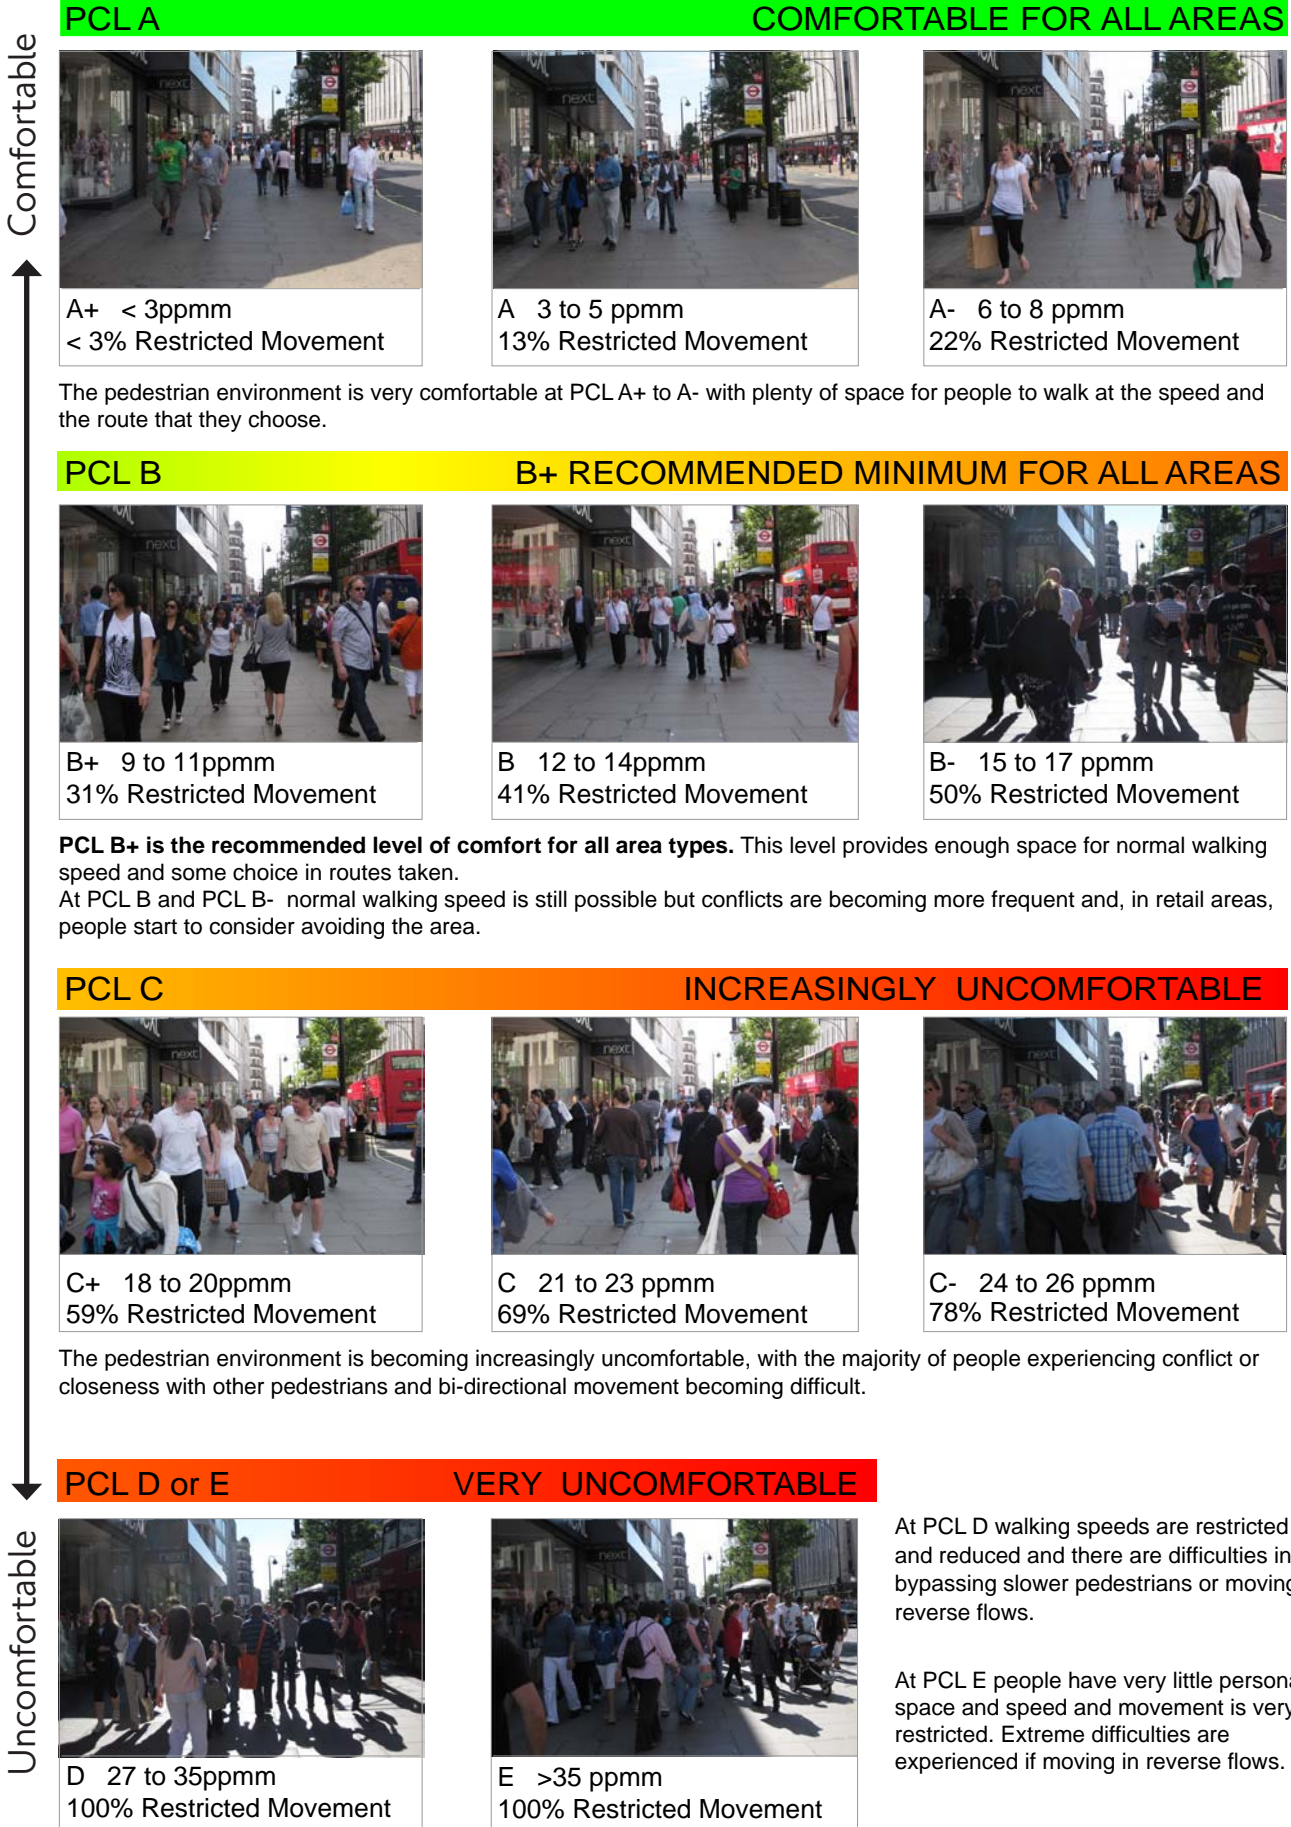 PCL A COMFORTABLE FOR ALL AREAS
Comfortable
next
next
A+ < 3ppmm
< 3% Restricted Movement
A 3 to 5 ppmm
13% Restricted Movement
A- 6 to 8 ppmm
22% Restricted Movement
The pedestrian environment is very comfortable at PCL A+ to A- with plenty of space for people to walk at the speed and
the route that they choose.
PCL B B+ RECOMMENDED MINIMUM FOR ALL AREAS
next
next
next
B+ 9 to 11ppmm
31% Restricted Movement
B 12 to 14ppmm
41% Restricted Movement
B- 15 to 17 ppmm
50% Restricted Movement
PCL B+ is the recommended level of comfort for all area types. This level provides enough space for normal walking
speed and some choice in routes taken.
At PCL B and PCL B- normal walking speed is still possible but conflicts are becoming more frequent and, in retail areas,
people start to consider avoiding the area.
PCL C INCREASINGLY UNCOMFORTABLE
next
next
next
C+ 18 to 20ppmm
59% Restricted Movement
C 21 to 23 ppmm
69% Restricted Movement
C- 24 to 26 ppmm
78% Restricted Movement
The pedestrian environment is becoming increasingly uncomfortable, with the majority of people experiencing conflict or
closeness with other pedestrians and bi-directional movement becoming difficult.
PCL D or E VERY UNCOMFORTABLE
Uncomfortable
next
D 27 to 35ppmm
100% Restricted Movement
E >35 ppmm
100% Restricted Movement
At PCL D walking speeds are restricted
and reduced and there are difficulties in
bypassing slower pedestrians or moving
reverse flows.
At PCL E people have very little persona
space and speed and movement is very
restricted. Extreme difficulties are
experienced if moving in reverse flows.